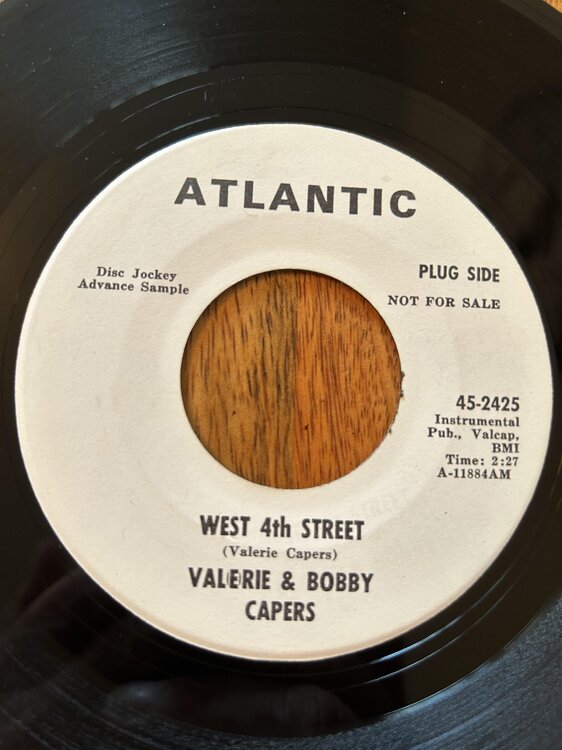 ATLANTIC
Disc Jockey
Advance Sample
PLUG SIDE
NOT FOR SALE
45-2425
Instrumental
Pub., Valcap,
BMI
Time: 2:27
A-11884AM
WEST 4th STREET
(Valerie Capers)
VALERIE & BOBBY
CAPERS